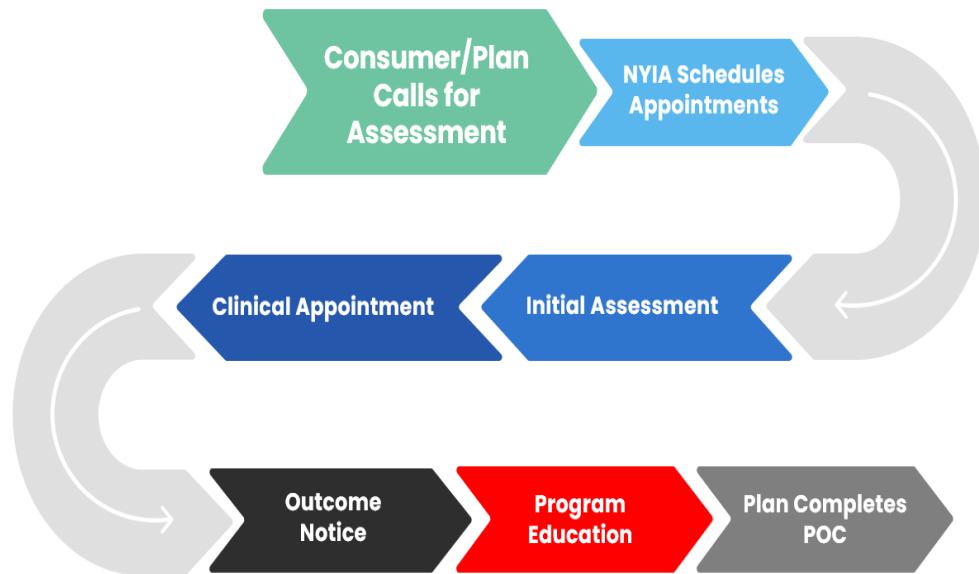 Consumer/Plan
Calls for
Assessment
NYIA Schedules
Appointments
Initial Assessment
Clinical Appointment
Outcome
Notice
Program
Education
Plan Completes
POC